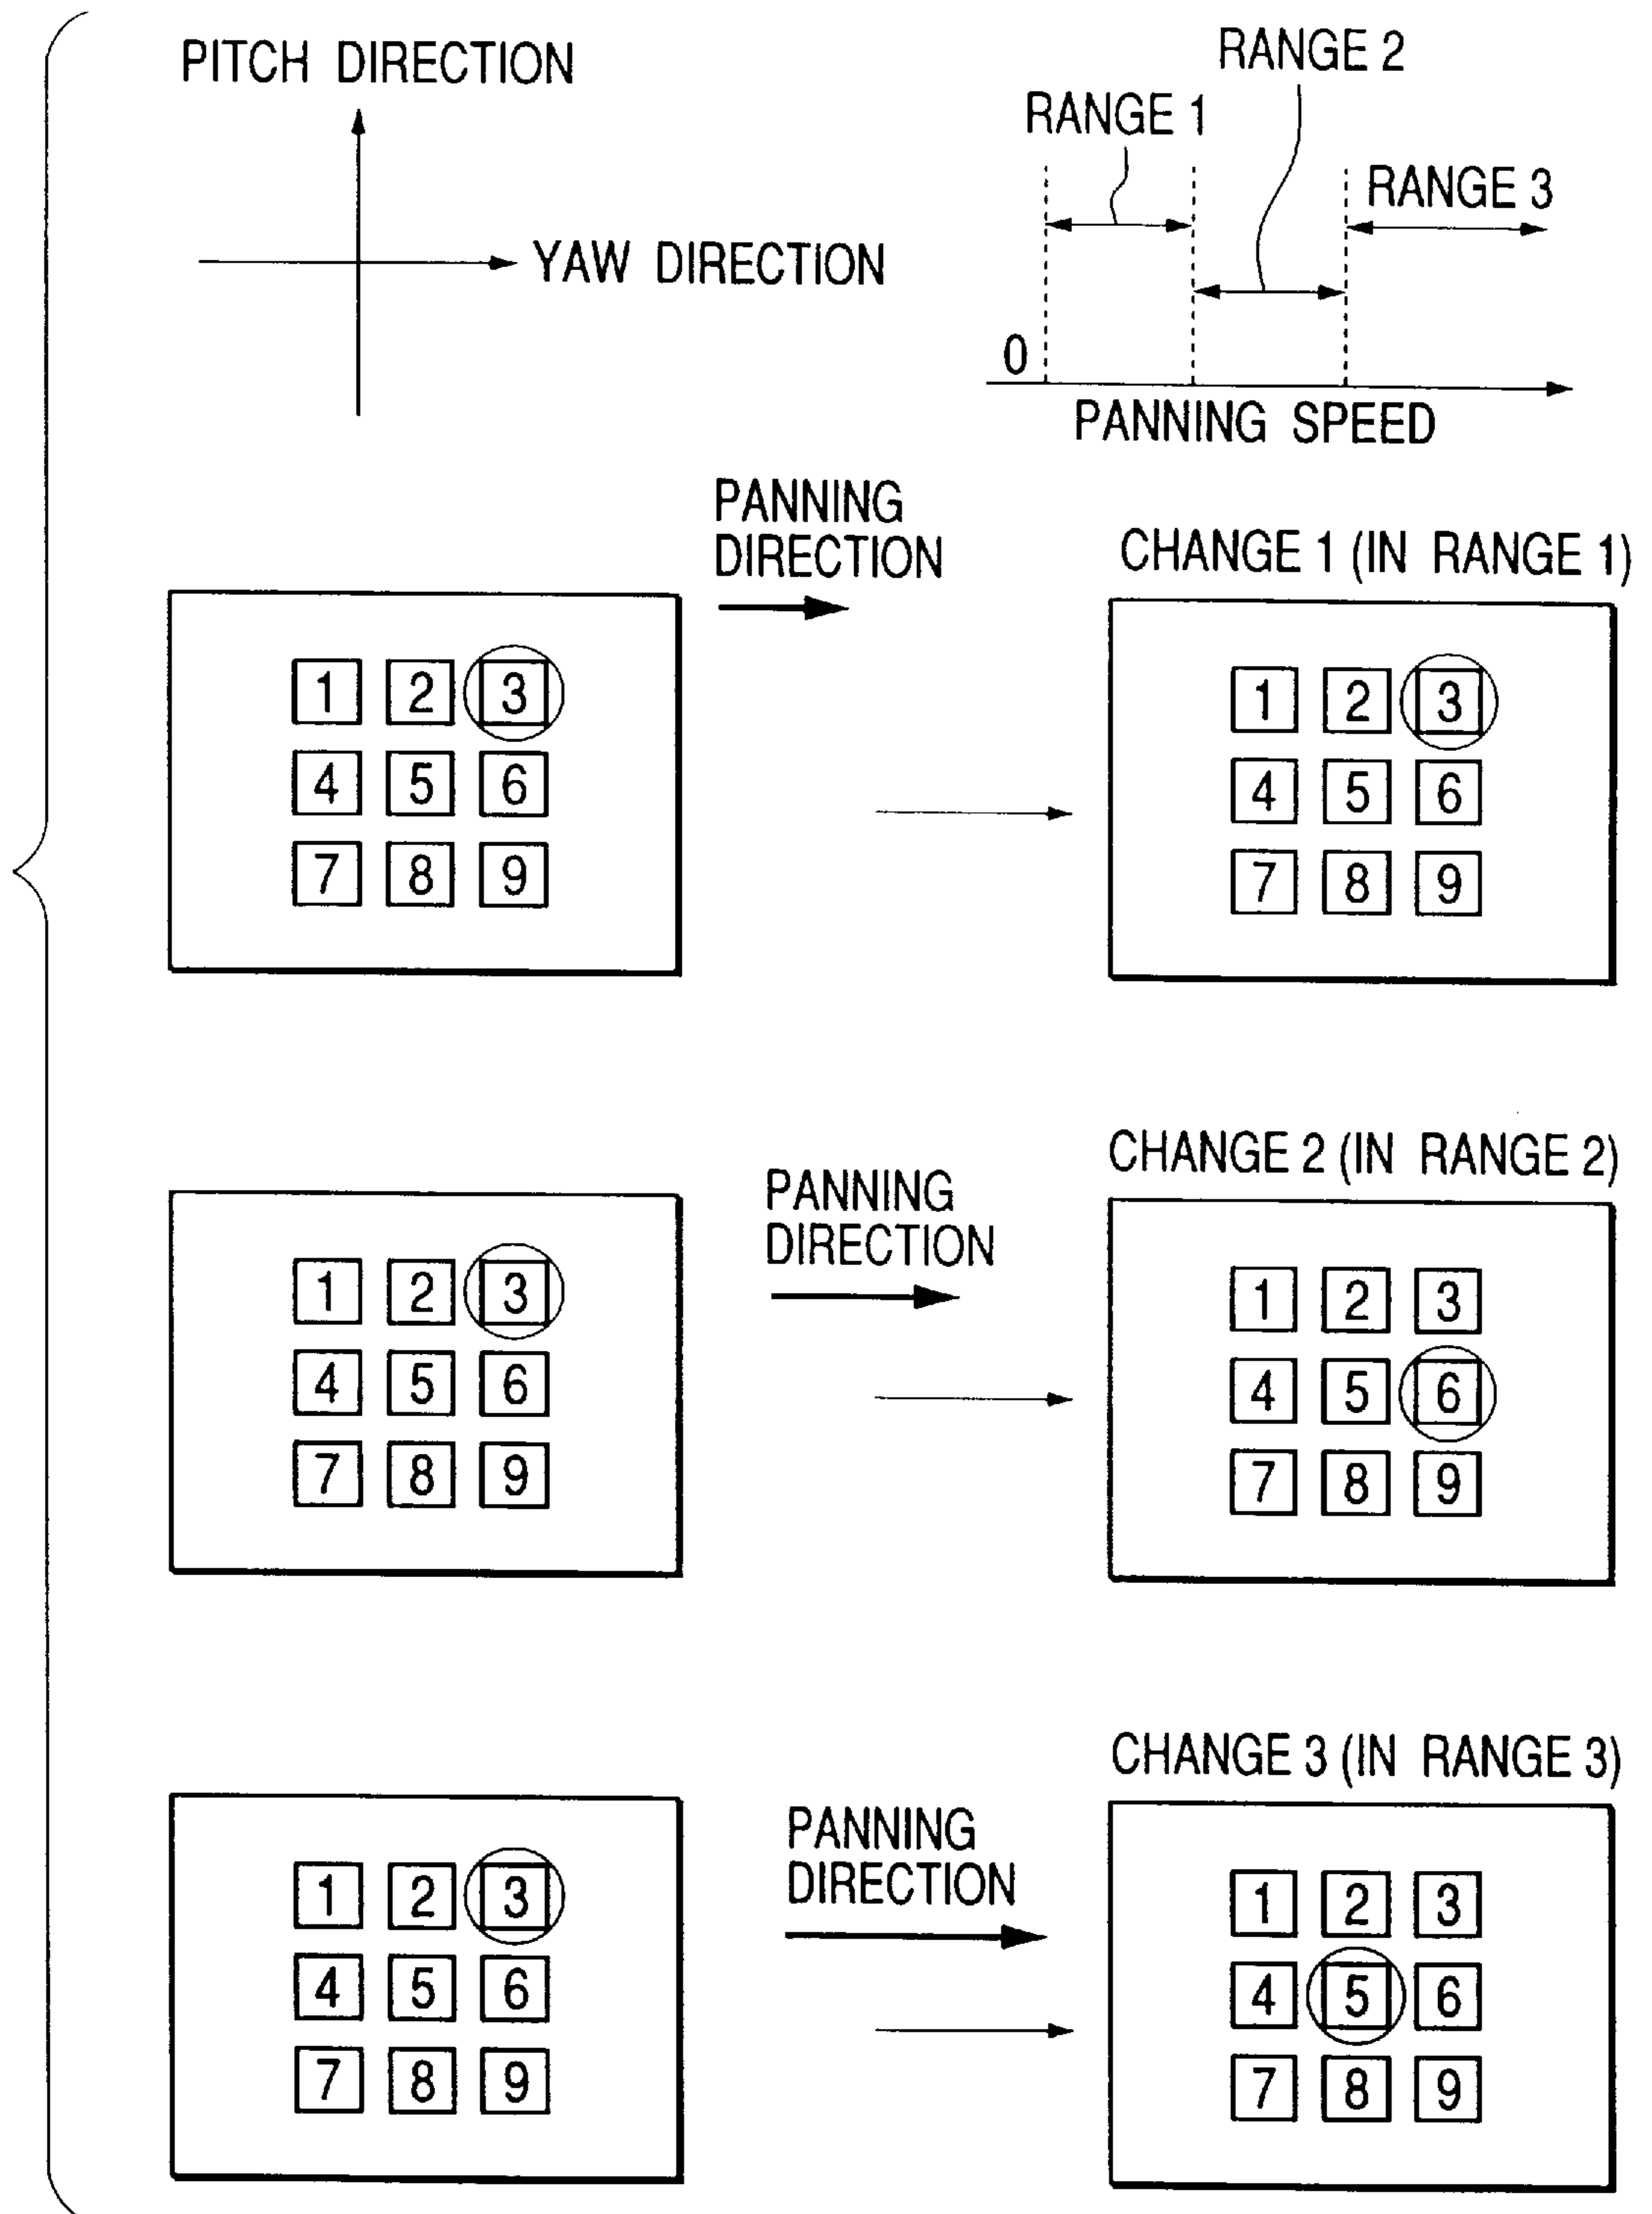 PITCH DIRECTION
YAW DIRECTION
RANGE 2
RANGE 1
RANGE 3
0
PANNING SPEED
PANNING
DIRECTION
CHANGE 1 (IN RANGE 1)
1 2 3
4 5 6
7 8 9
1 2 3
4 5 6
7 8 9
PANNING
DIRECTION
CHANGE 2 (IN RANGE 2)
1 2 3
4 5 6
7 8 9
1 2 3
4 5 6
7 8 9
PANNING
DIRECTION
CHANGE 3 (IN RANGE 3)
1 2 3
4 5 6
7 8 9
1 2 3
4 5 6
7 8 9